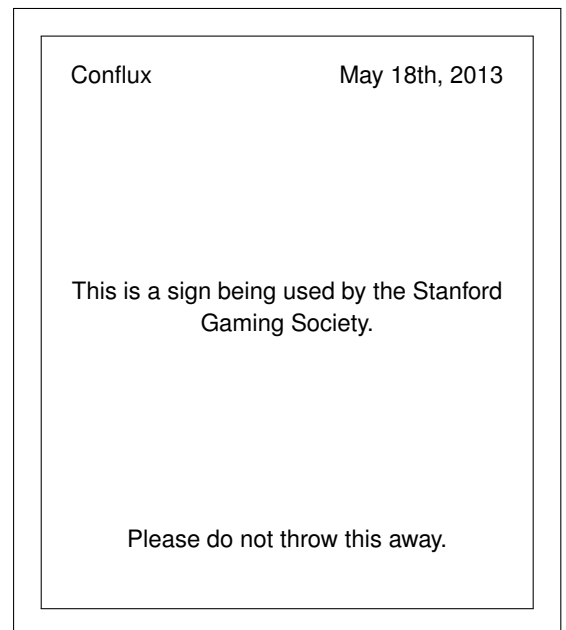 Conflux May 18th, 2013
This is a sign being used by the Stanford
Gaming Society.
Please do not throw this away.